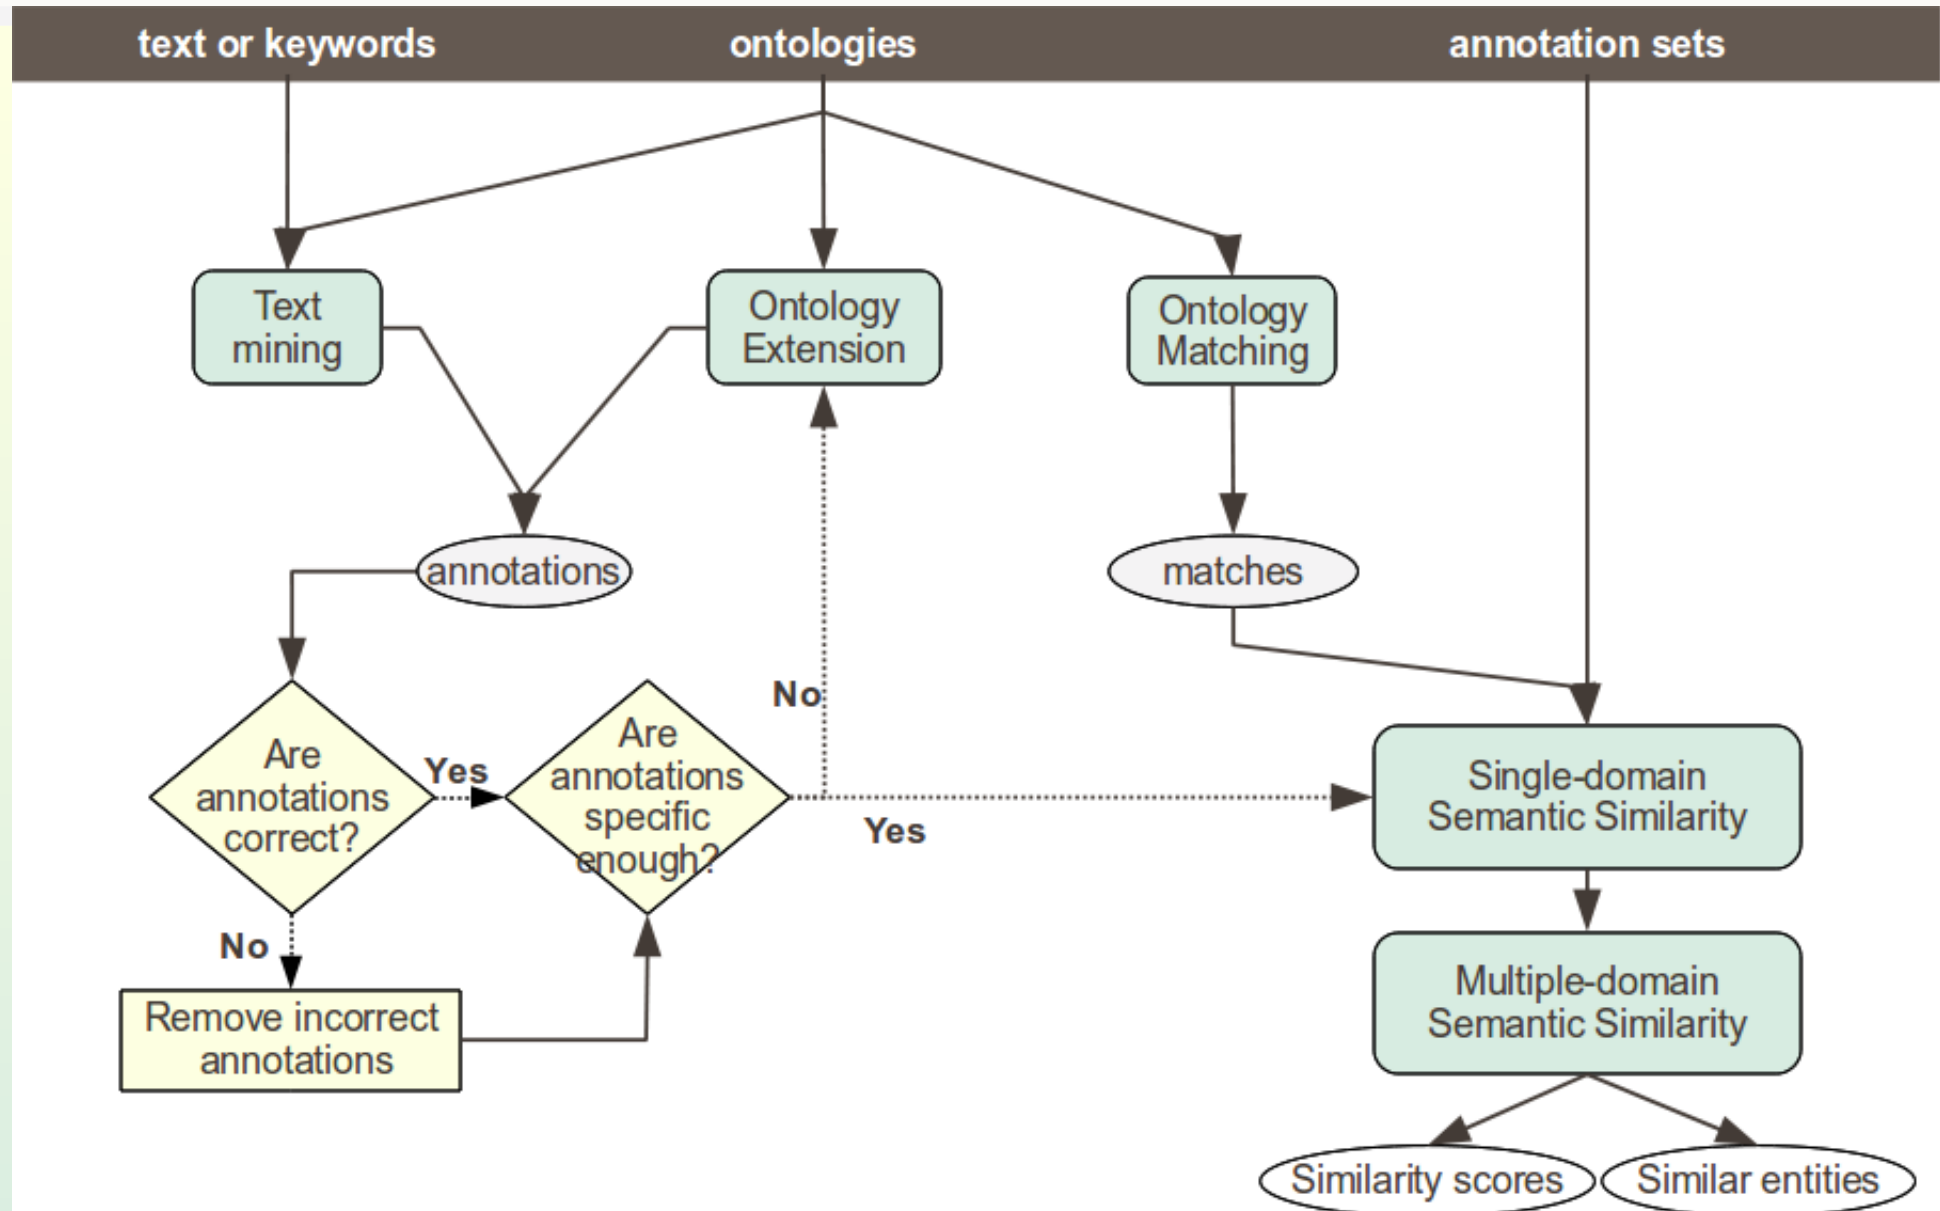 text or keywords
ontologies
annotation sets
Text
mining
Ontology
Extension
Ontology
Matching
annotations
matches
No
Are
annotations
correct?
Yes
Are
annotations
specific
enough?
Yes
Single-domain
Semantic Similarity
No
Remove incorrect
annotations
Multiple-domain
Semantic Similarity
Similarity scores
Similar entities